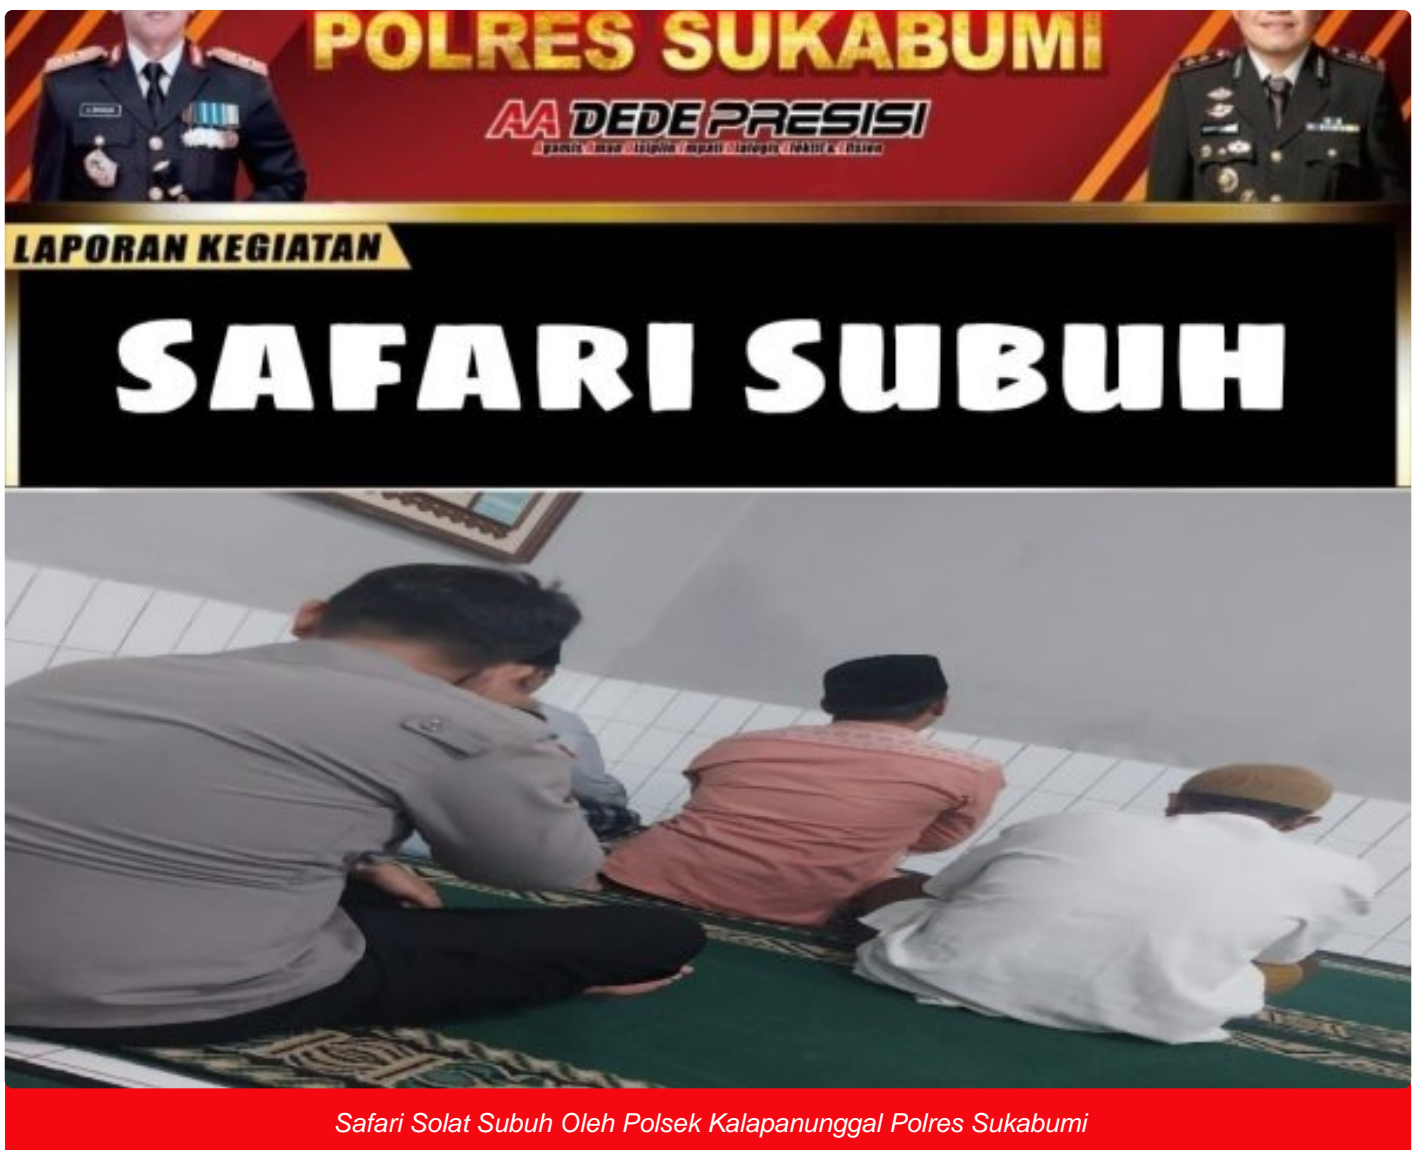 POLRES SUKABUMI
AA DEDE PRESISI
LAPORAN KEGIATAN
SAFARI SUBUH
Safari Solat Subuh Oleh Polsek Kalapanunggal Polres Sukabumi